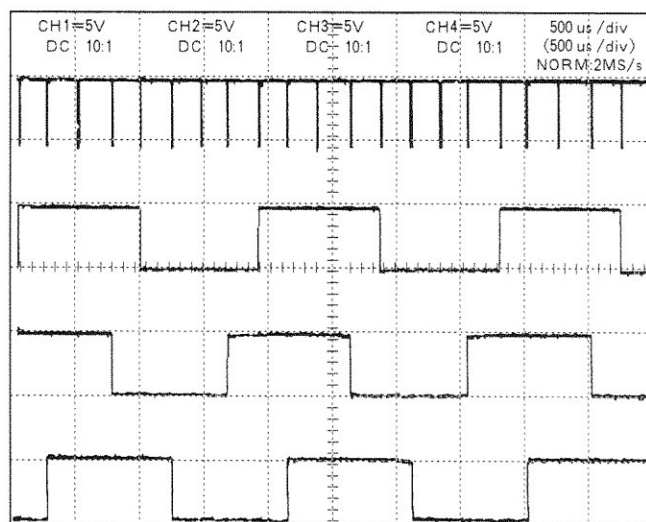 CH1=5V CH2=5V CH3=5V CH4=5V 500 us/div
DC 10:1 DC 10:1 DC 10:1 DC 10:1 (500 us/div)
NORM:2MS/s